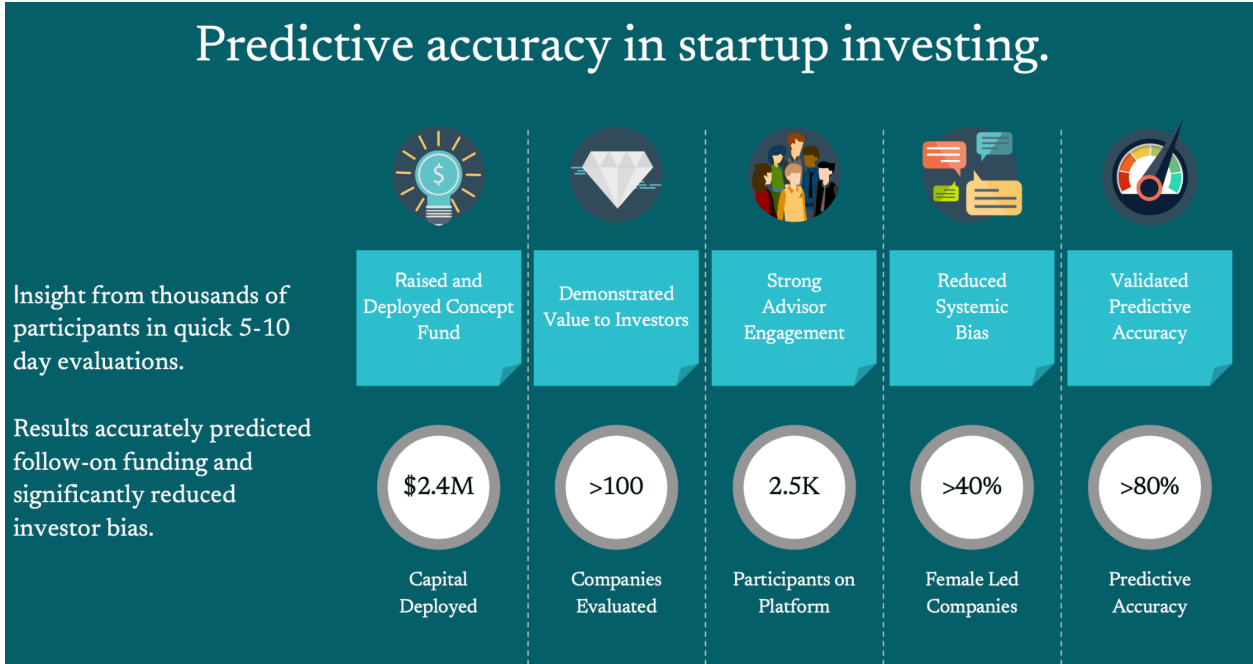 Predictive accuracy in startup investing.
$
Insight from thousands of
participants in quick 5-10
day evaluations.
Results accurately predicted
follow-on funding and
significantly reduced
investor bias.
Raised and
Deployed Concept
Fund
$2.4M
Capital
Deployed
Demonstrated
Value to Investors
>100
Companies
Evaluated
Strong
Advisor
Engagement
2.5K
Participants on
Platform
Reduced
Systemic
Bias
>40%
Female Led
Companies
Validated
Predictive
Accuracy
>80%
Predictive
Accuracy